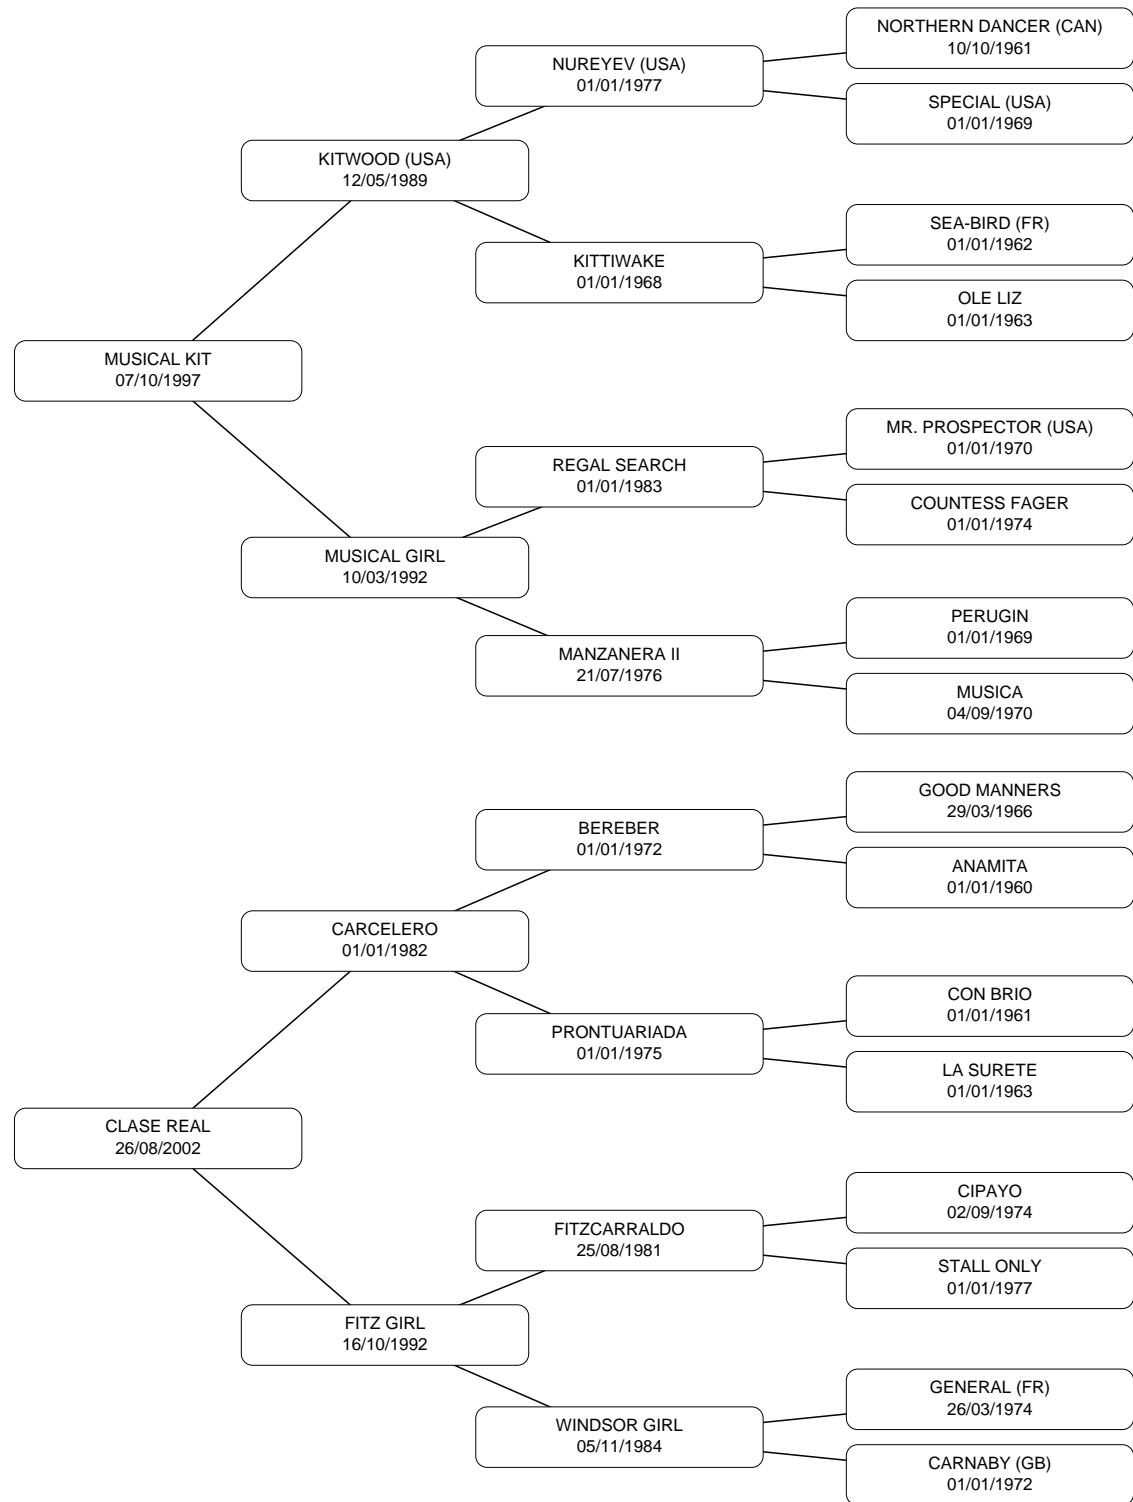 NORTHERN DANCER (CAN)
10/10/1961
NUREYEV (USA)
01/01/1977
SPECIAL (USA)
01/01/1969
KITWOOD (USA)
12/05/1989
SEA-BIRD (FR)
01/01/1962
KITTIWAKE
01/01/1968
OLE LIZ
01/01/1963
MUSICAL KIT
07/10/1997
MR. PROSPECTOR (USA)
01/01/1970
REGAL SEARCH
01/01/1983
COUNTESS FAGER
01/01/1974
MUSICAL GIRL
10/03/1992
PERUGIN
01/01/1969
MANZANERA II
21/07/1976
MUSICA
04/09/1970
GOOD MANNERS
29/03/1966
BEREBER
01/01/1972
ANAMITA
01/01/1960
CARCELERO
01/01/1982
CON BRIO
01/01/1961
PRONTUARIADA
01/01/1975
LA SURETE
01/01/1963
CLASE REAL
26/08/2002
CIPAYO
02/09/1974
FITZCARRALDO
25/08/1981
STALL ONLY
01/01/1977
FITZ GIRL
16/10/1992
GENERAL (FR)
26/03/1974
WINDSOR GIRL
05/11/1984
CARNABY (GB)
01/01/1972